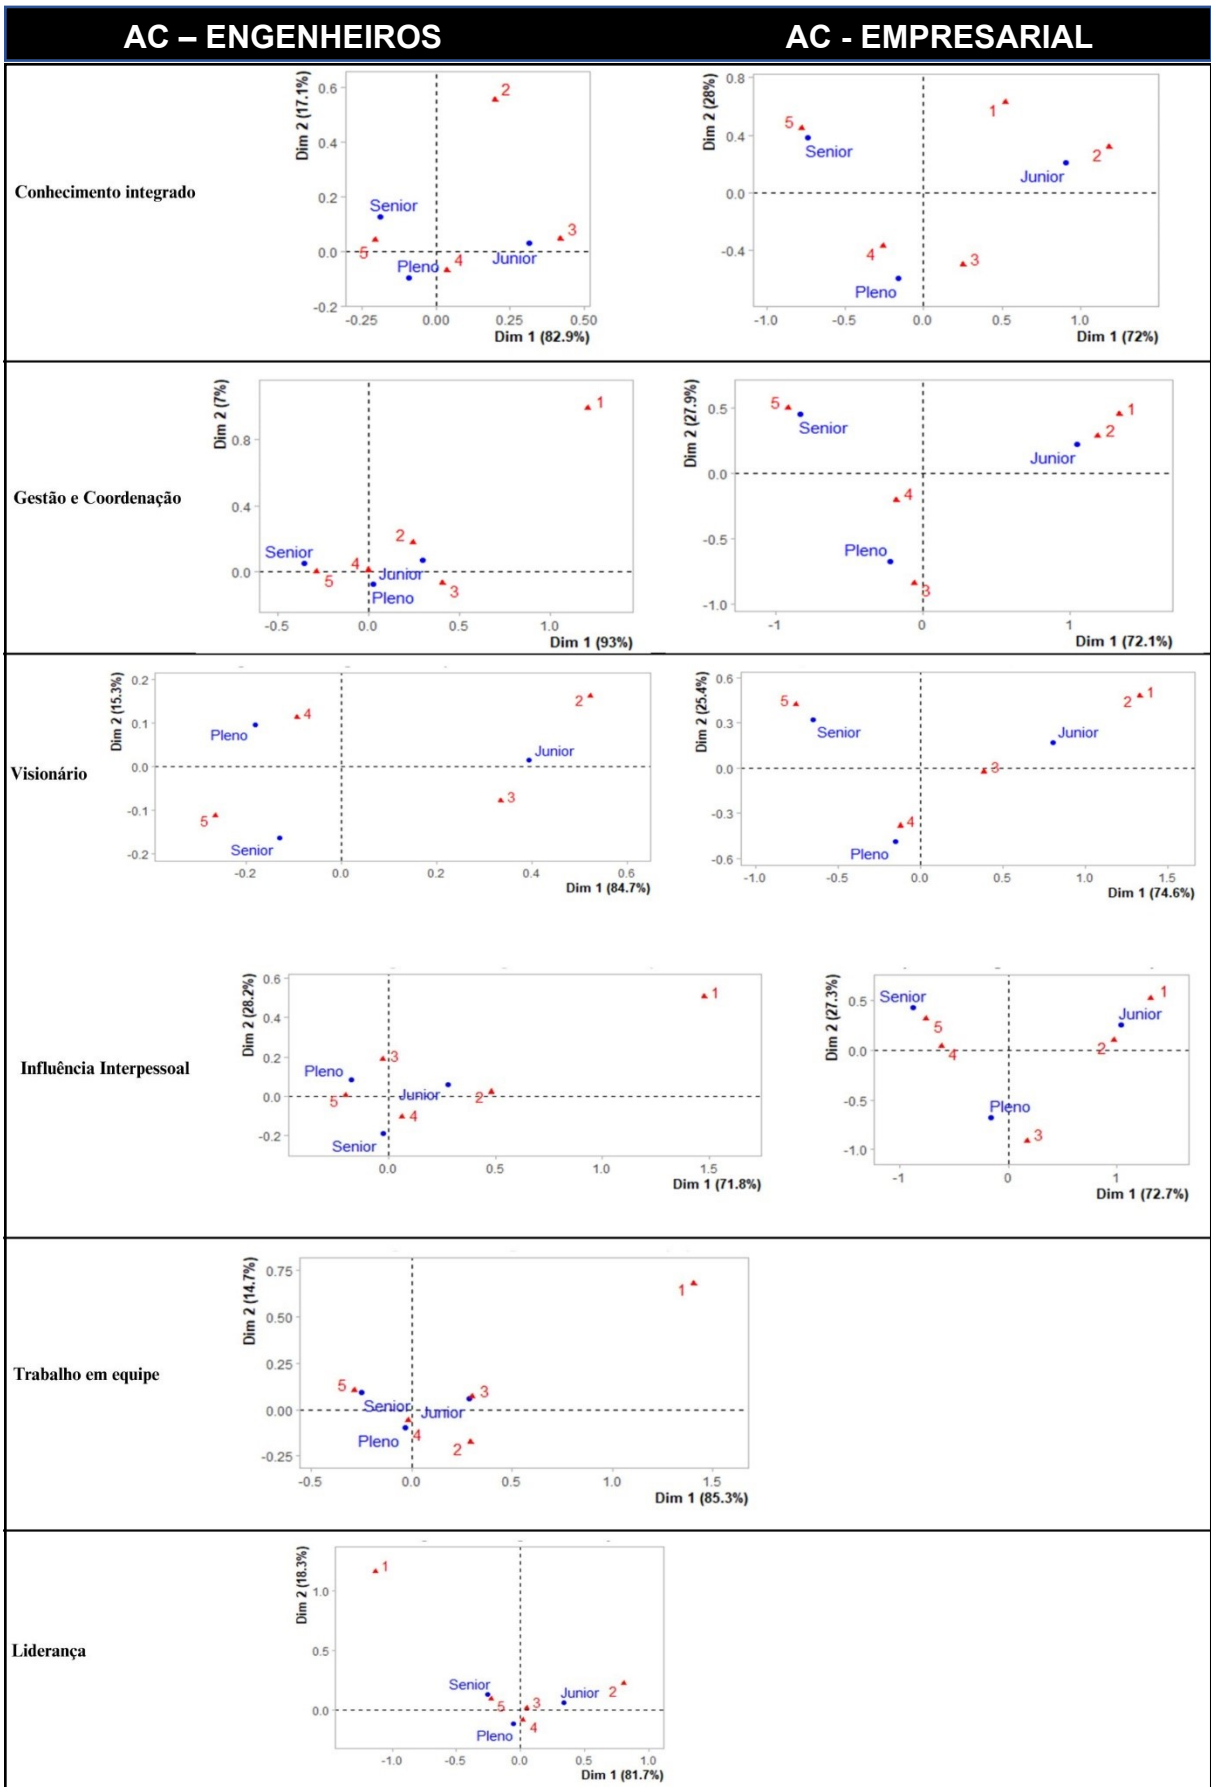 AC – ENGENHEIROS
AC - EMPRESARIAL
Conhecimento integrado
Dim 2 (17.1%)
0.6
0.4
0.2
0.0
-0.2
2
Senior
5
3
Junior
4
Pleno
-0.25
0.00
0.25
0.50
Dim 1 (82.9%)
Dim 2 (28%)
0.8
0.4
0.0
-0.4
5
Senior
1
2
Junior
4
3
Pleno
-1.0
-0.5
0.0
0.5
1.0
Dim 1 (72%)
Gestão e Coordenação
Dim 2 (7%)
0.8
0.4
0.0
1
2
Senior
4
5
Junior
3
Pleno
-0.5
0.0
0.5
1.0
Dim 1 (93%)
Dim 2 (27.9%)
0.5
0.0
-0.5
-1.0
5
Senior
1
2
Junior
4
Pleno
3
-1
0
1
Dim 1 (72.1%)
Visionário
Dim 2 (15.3%)
0.2
0.1
0.0
-0.1
-0.2
4
Pleno
2
Junior
3
5
Senior
-0.2
0.0
0.2
0.4
0.6
Dim 1 (84.7%)
Dim 2 (25.4%)
0.6
0.3
0.0
-0.3
-0.6
5
Senior
1
2
Junior
3
4
Pleno
-1.0
-0.5
0.0
0.5
1.0
1.5
Dim 1 (74.6%)
Influência Interpessoal
Dim 2 (28.2%)
0.6
0.4
0.2
0.0
-0.2
1
3
Pleno
5
Junior
2
4
Senior
0.0
0.5
1.0
1.5
Dim 1 (71.8%)
Dim 2 (27.3%)
0.5
0.0
-0.5
-1.0
Senior
5
4
1
Junior
2
Pleno
3
-1
0
1
Dim 1 (72.7%)
Trabalho em equipe
Dim 2 (14.7%)
0.75
0.50
0.25
0.00
-0.25
1
5
Senior
Junior
3
Pleno
4
2
-0.5
0.0
0.5
1.0
1.5
Dim 1 (85.3%)
Liderança
Dim 2 (18.3%)
1.0
0.5
0.0
1
Senior
5
3
Junior
2
Pleno
4
-1.0
-0.5
0.0
0.5
1.0
Dim 1 (81.7%)